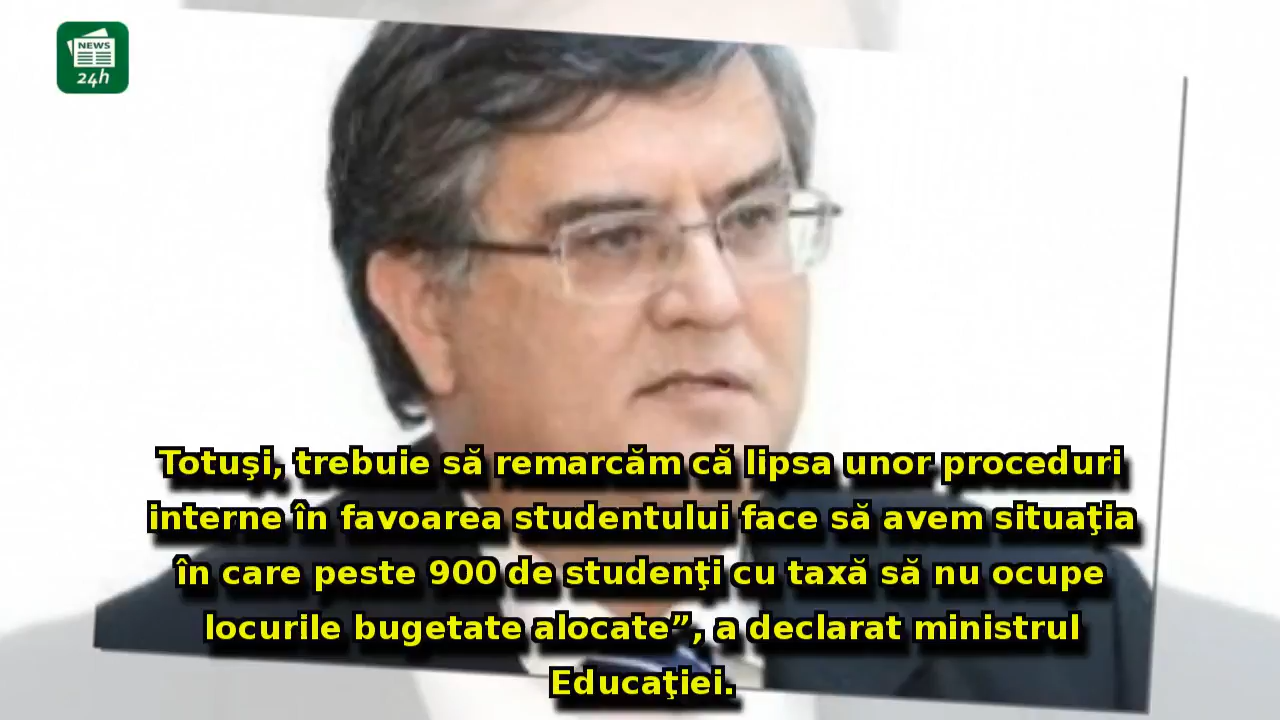 NEWS
24h
Totuşi, trebuie să remarcăm că lipsa unor proceduri
interne în favoarea studentului face să avem situaţia
în care peste 900 de studenţi cu taxă să nu ocupe
locurile bugetate alocate”, a declarat ministrul
Educaţiei.